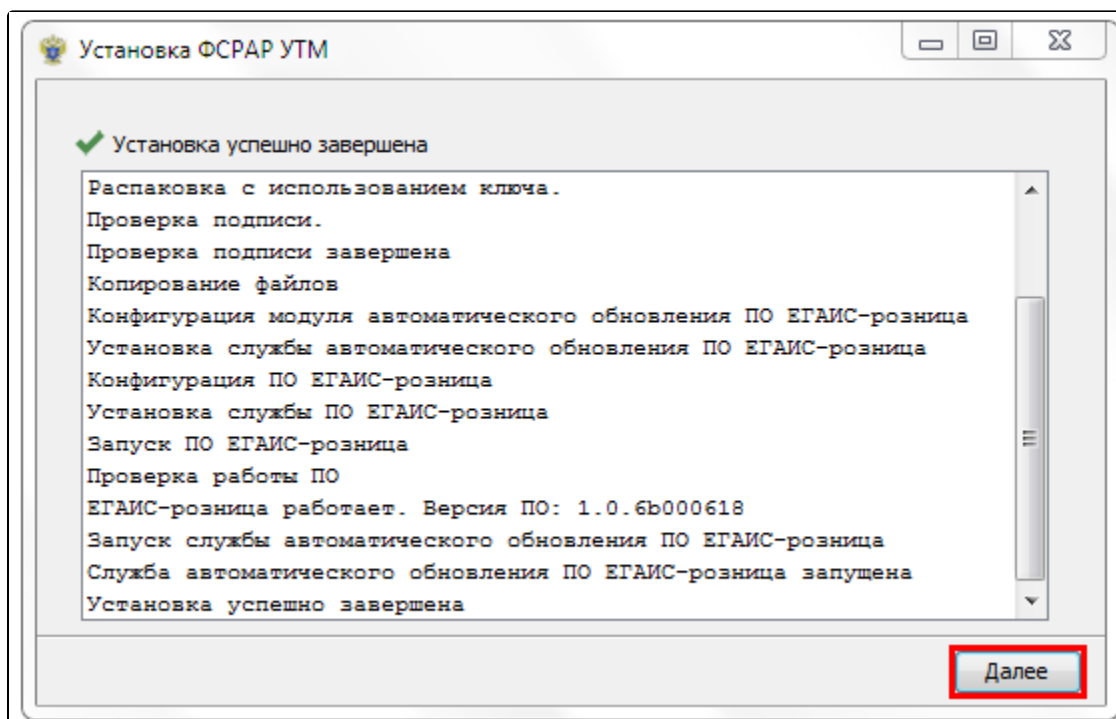 Установка ФСРАР УТМ
Установка успешно завершена
Распаковка с использованием ключа.
Проверка подписи.
Проверка подписи завершена
Копирование файлов
Конфигурация модуля автоматического обновления ПО ЕГАИС-розница
Установка службы автоматического обновления ПО ЕГАИС-розница
Конфигурация ПО ЕГАИС-розница
Установка службы ПО ЕГАИС-розница
Запуск ПО ЕГАИС-розница
Проверка работы ПО
ЕГАИС-розница работает. Версия ПО: 1.0.6b000618
Запуск службы автоматического обновления ПО ЕГАИС-розница
Служба автоматического обновления ПО ЕГАИС-розница запущена
Установка успешно завершена
Далее